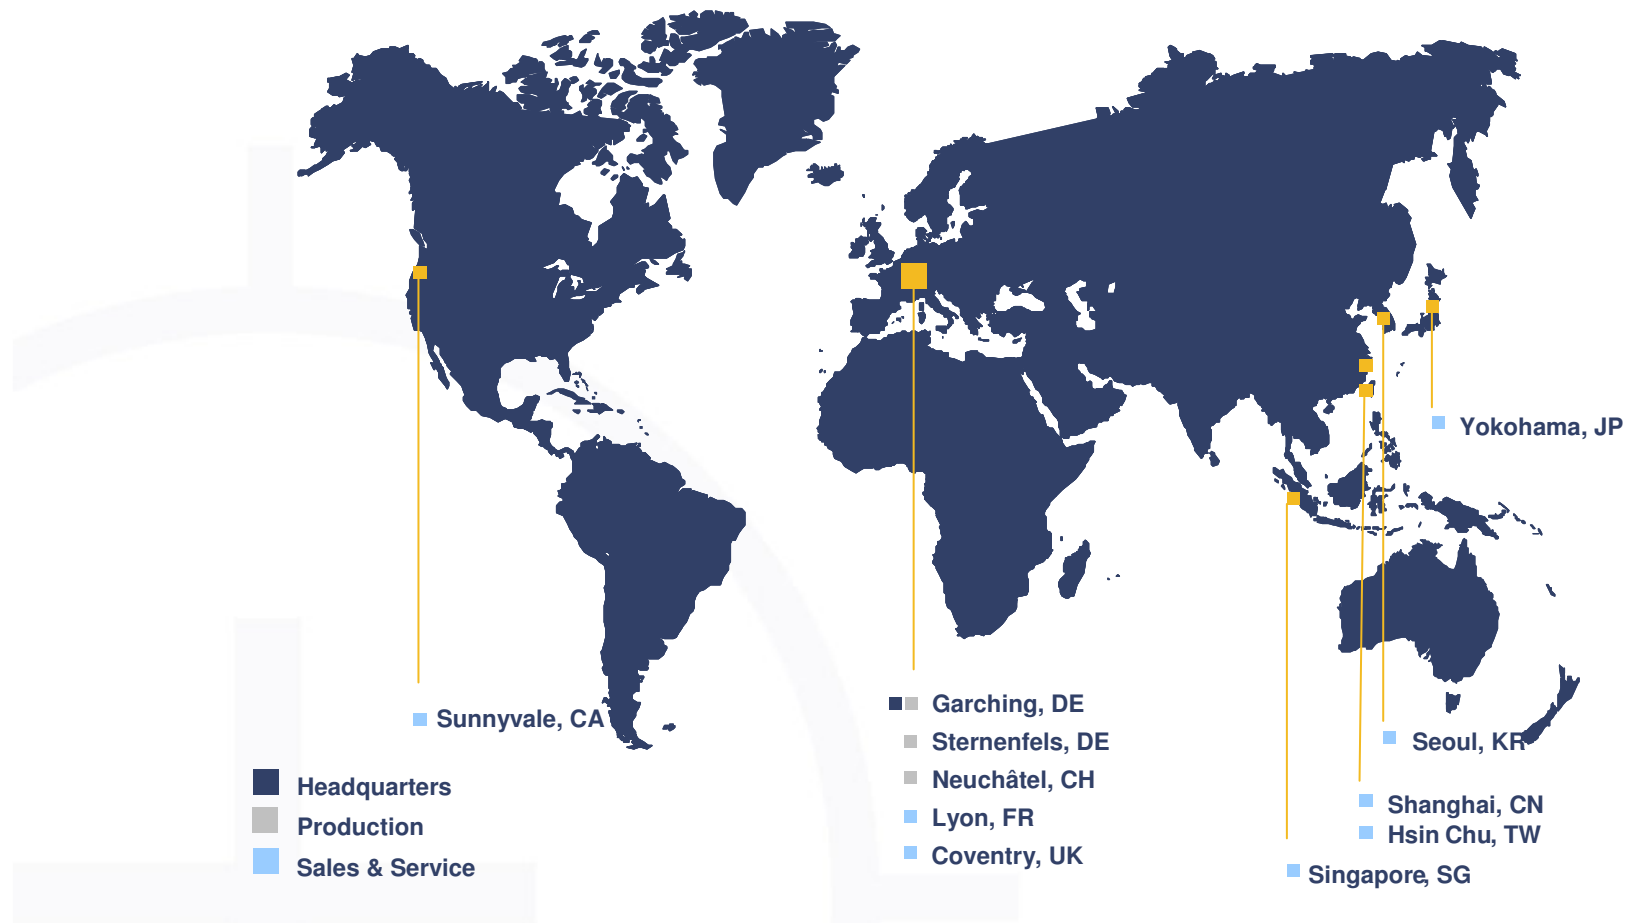 Yokohama, JP
Garching, DE
Sunnyvale, CA
Sternenfels, DE
Seoul, KR
Neuchâtel, CH
Headquarters
Shanghai, CN
Lyon, FR
Production
Hsin Chu, TW
Coventry, UK
Sales & Service
Singapore, SG